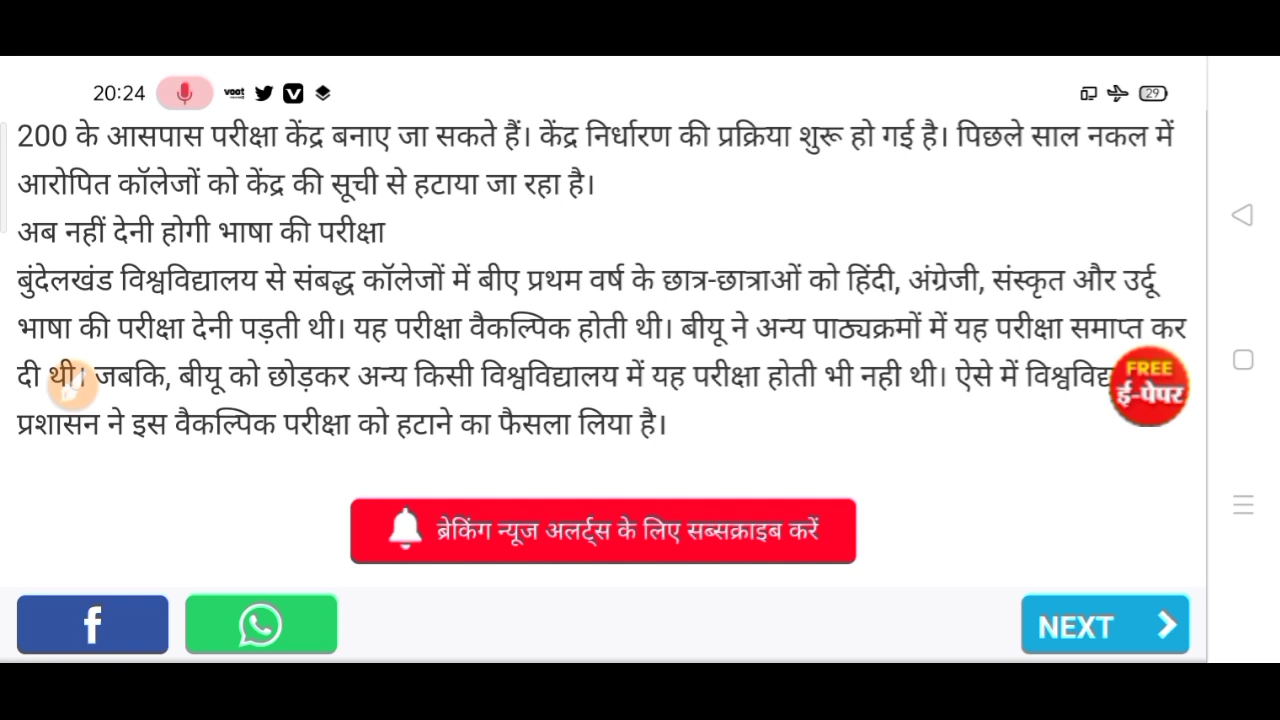 20:24 voot 29
200 के आसपास परीक्षा केंद्र बनाए जा सकते हैं। केंद्र निर्धारण की प्रक्रिया शुरू हो गई है। पिछले साल नकल में
आरोपित कॉलेजों को केंद्र की सूची से हटाया जा रहा है।
अब नहीं देनी होगी भाषा की परीक्षा
बुंदेलखंड विश्वविद्यालय से संबद्ध कॉलेजों में बीए प्रथम वर्ष के छात्र-छात्राओं को हिंदी, अंग्रेजी, संस्कृत और उर्दू
भाषा की परीक्षा देनी पड़ती थी। यह परीक्षा वैकल्पिक होती थी। बीयू ने अन्य पाठ्यक्रमों में यह परीक्षा समाप्त कर
दी थी। जबकि, बीयू को छोड़कर अन्य किसी विश्वविद्यालय में यह परीक्षा होती भी नही थी। ऐसे में
प्रशासन ने इस वैकल्पिक परीक्षा को हटाने का फैसला लिया है।
FREE
ई-पेपर
ब्रेकिंग न्यूज अलर्ट्स के लिए सब्सक्राइब करें
NEXT